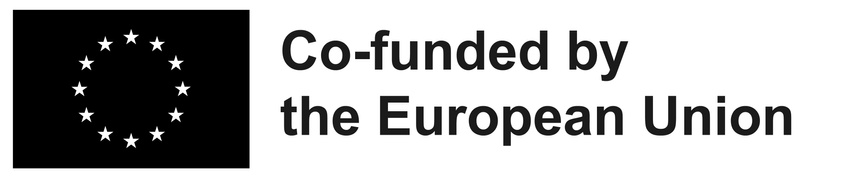 Co-funded by
the European Union